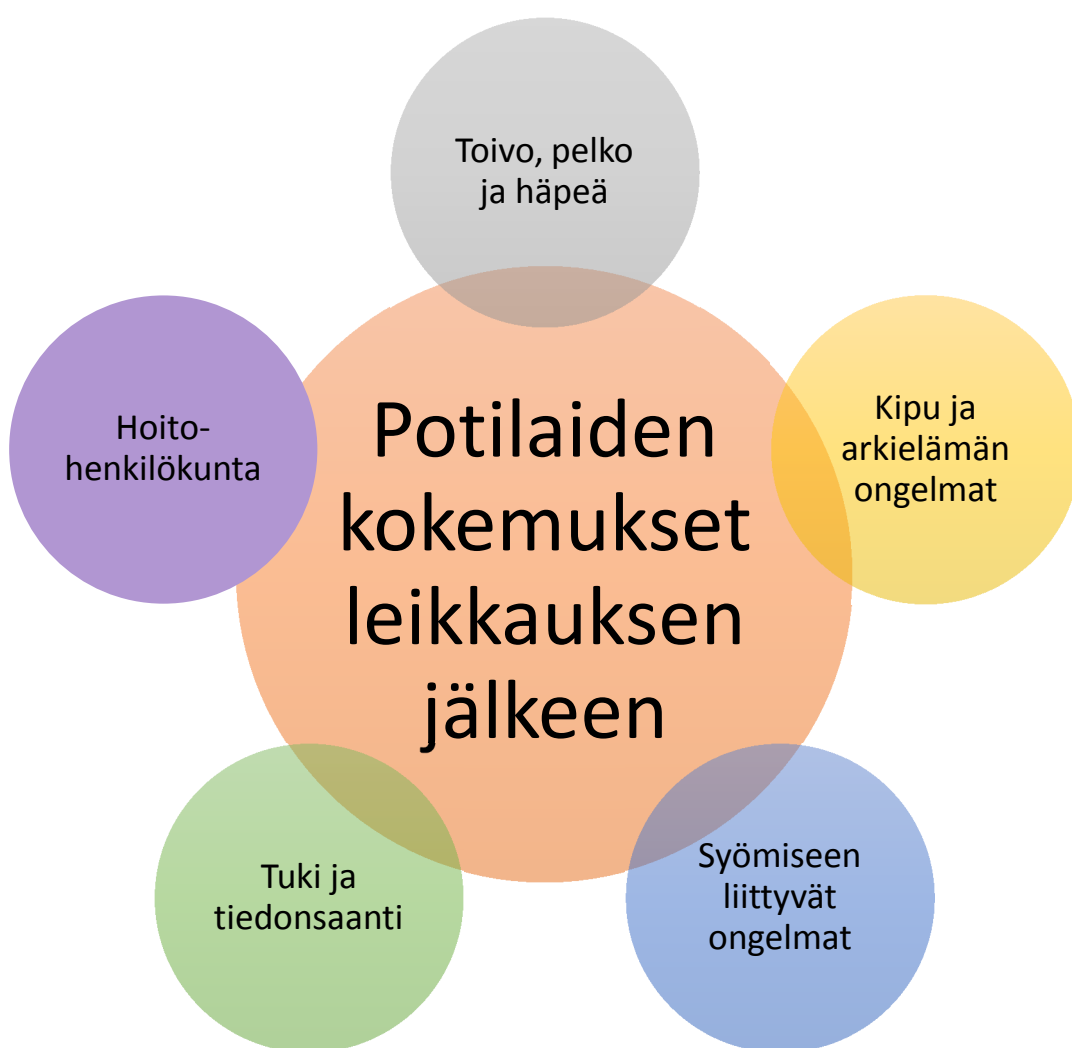 Toivo, pelko
ja häpeä
Kipu ja
arkielämän
ongelmat
Hoito-
henkilökunta
Potilaiden
kokemukset
leikkauksen
jälkeen
Syömiseen
liittyvät
ongelmat
Tuki ja
tiedonsaanti